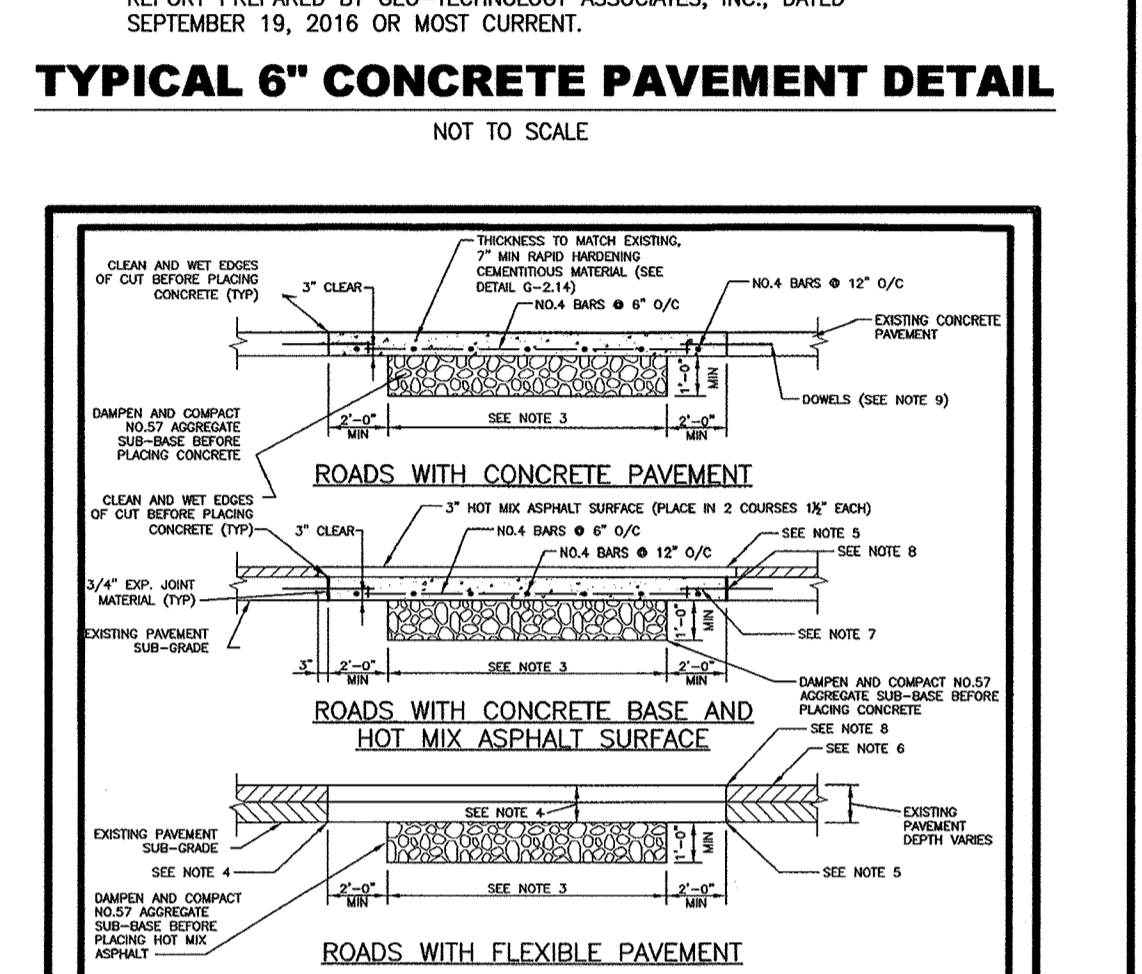 REPORT PREPARED BY GEO-TECHNOLOGY ASSOCIATES, INC., DATED
SEPTEMBER 19, 2016 OR MOST CURRENT.
TYPICAL 6" CONCRETE PAVEMENT DETAIL
NOT TO SCALE
THICKNESS TO MATCH EXISTING,
7" MIN RAPID HARDENING
CEMENTITIOUS MATERIAL (SEE
DETAIL G-2.14)
CLEAN AND WET EDGES
OF CUT BEFORE PLACING
CONCRETE (TYP)
3" CLEAR
NO.4 BARS @ 6" O/C
NO.4 BARS @ 12" O/C
EXISTING CONCRETE
PAVEMENT
1'-0"
MIN
DOWELS (SEE NOTE 9)
DAMPEN AND COMPACT
NO.57 AGGREGATE
SUB-BASE BEFORE
PLACING CONCRETE
2'-0"
MIN
SEE NOTE 3
2'-0"
MIN
ROADS WITH CONCRETE PAVEMENT
CLEAN AND WET EDGES
OF CUT BEFORE PLACING
CONCRETE (TYP)
3" HOT MIX ASPHALT SURFACE (PLACE IN 2 COURSES 1½" EACH)
3" CLEAR
NO.4 BARS @ 6" O/C
NO.4 BARS @ 12" O/C
SEE NOTE 5
SEE NOTE 8
3/4" EXP. JOINT
MATERIAL (TYP)
1'-0"
MIN
EXISTING PAVEMENT
SUB-GRADE
SEE NOTE 7
3"
2'-0"
MIN
SEE NOTE 3
2'-0"
MIN
DAMPEN AND COMPACT NO.57
AGGREGATE SUB-BASE BEFORE
PLACING CONCRETE
ROADS WITH CONCRETE BASE AND
HOT MIX ASPHALT SURFACE
SEE NOTE 8
SEE NOTE 6
SEE NOTE 4
EXISTING
PAVEMENT
DEPTH VARIES
EXISTING PAVEMENT
SUB-GRADE
1'-0"
MIN
SEE NOTE 4
SEE NOTE 5
DAMPEN AND COMPACT
NO.57 AGGREGATE
SUB-BASE BEFORE
PLACING HOT MIX
ASPHALT
2'-0"
MIN
SEE NOTE 3
2'-0"
MIN
ROADS WITH FLEXIBLE PAVEMENT